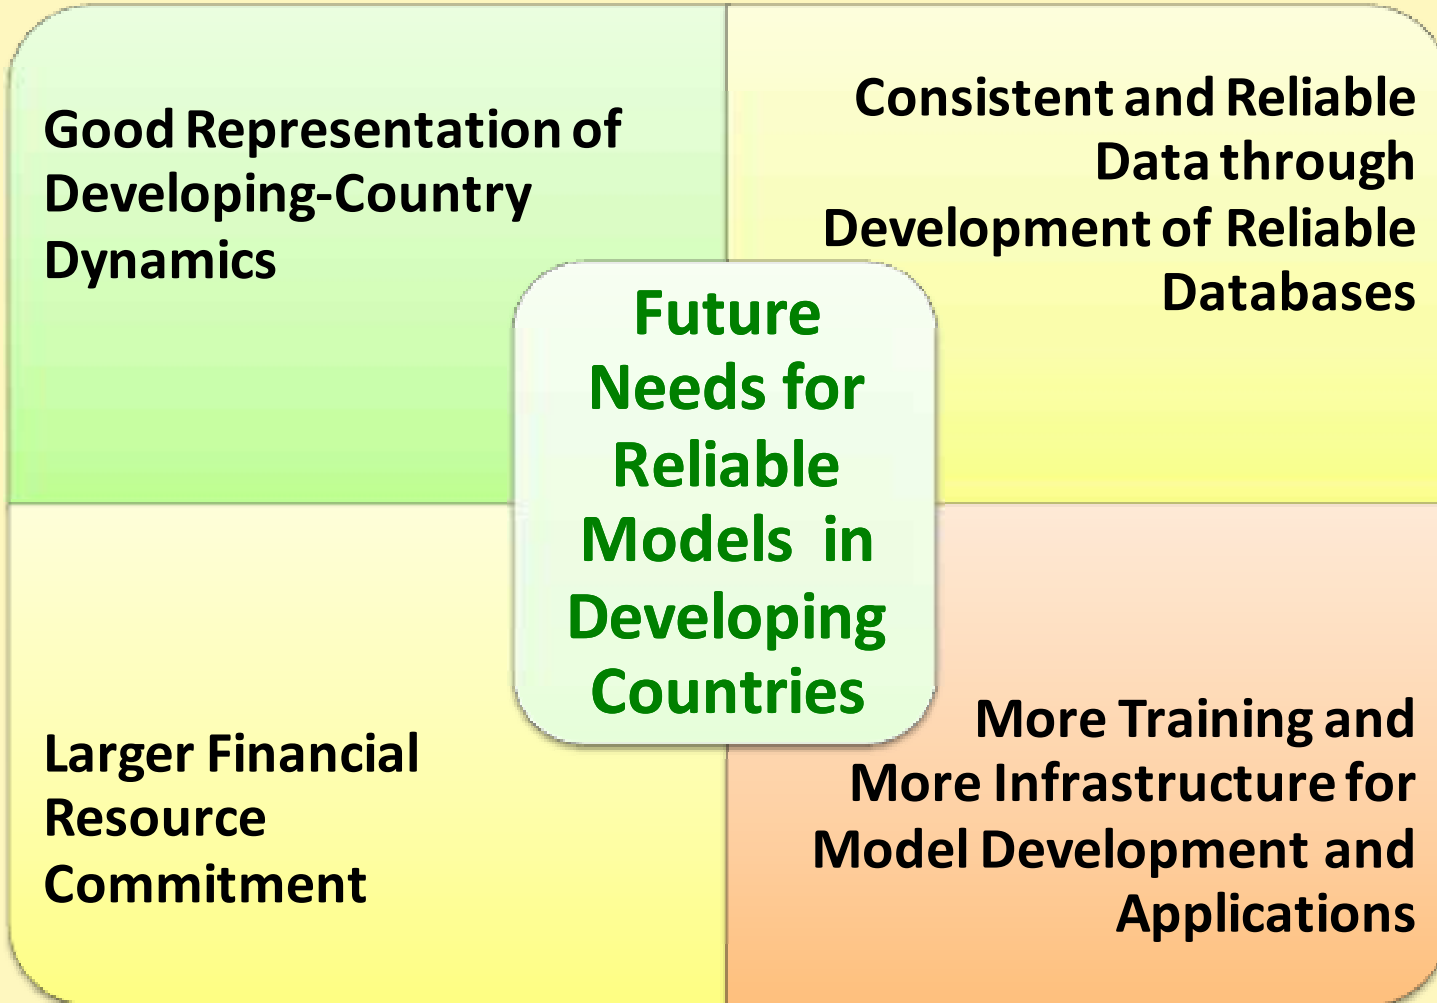 Good Representation of
Developing-Country
Dynamics
Consistent and Reliable
Data through
Development of Reliable
Databases
Future
Needs for
Reliable
Models in
Developing
Countries
Larger Financial
Resource
Commitment
More Training and
More Infrastructure for
Model Development and
Applications